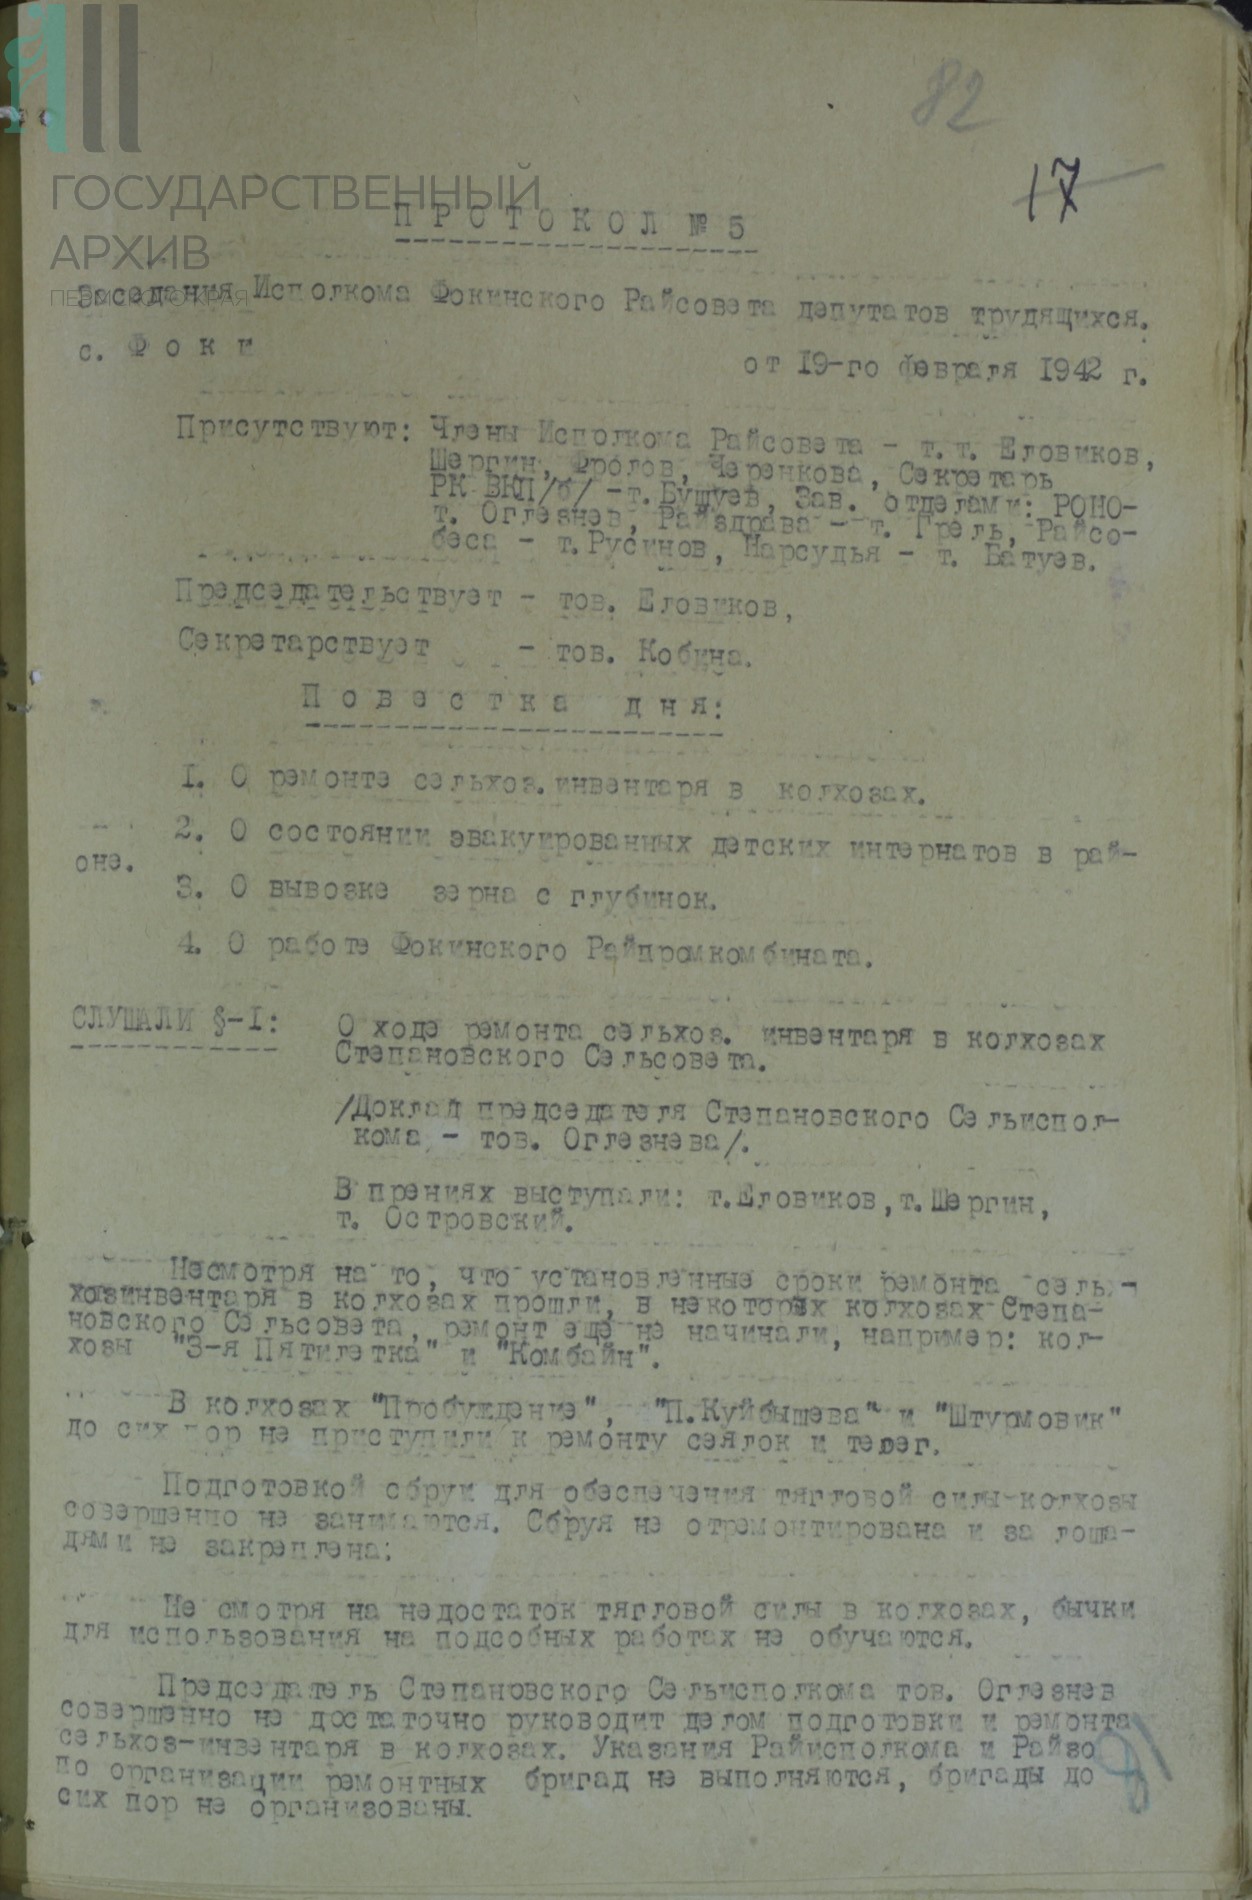 82
17
ГОСУДАРСТВЕННЫЙ
АРХИВ
ПЕРМСКОГО КРАЯ
П Р О Т О К О Л № 5
Заседания Исполкома Фокинского Райсовета депутатов трудящихся.
с. Ф о к и
от 19-го февраля 1942 г.
Присутствуют: Члены Исполкома Райсовета - т.т. Еловиков,
Шергин, Фролов, Черенкова, Секретарь
РК ВКП/б/ -т.Бушуев, Зав. отделами: РОНО-
т. Оглезнев, Райздрава - т. Грель, Райсо-
беса - т.Русинов, Нарсудья - т. Батуев.
Председательствует - тов. Еловиков,
Секретарствует - тов. Кобина.
П о в е с т к а  д н я:
1. О ремонте сельхоз.инвентаря в колхозах.
2. О состоянии эвакуированных детских интернатов в рай-
оне.
3. О вывозке зерна с глубинок.
4. О работе Фокинского Райпромкомбината.
СЛУШАЛИ §-1:
О ходе ремонта сельхоз. инвентаря в колхозах
Степановского Сельсовета.
/Доклад председателя Степановского Сельиспол-
кома - тов. Оглезнева/.
В прениях выступали: т.Еловиков,т.Шергин,
т. Островский.
Несмотря на то, что установленные сроки ремонта сель-
хозинвентаря в колхозах прошли, в некоторых колхозах Степа-
новского Сельсовета, ремонт еще не начинали, например: кол-
хозы "3-я Пятилетка" и "Комбайн".
В колхозах "Пробуждение", "П.Куйбышева" и "Штурмовик"
до сих пор не приступили к ремонту сеялок и телег.
Подготовкой сбруи для обеспечения тягловой силы колхозы
совершенно не занимаются. Сбруя не отремонтирована и за лоша-
дями не закреплена:
Не смотря на недостаток тягловой силы в колхозах, бычки
для использования на подсобных работах не обучаются.
Председатель Степановского Сельисполкома тов. Оглезнев
совершенно не достаточно руководит делом подготовки и ремонта
сельхоз-инвентаря в колхозах. Указания Райисполкома и Райзо
по организации ремонтных бригад не выполняются, бригады до
сих пор не организованы.